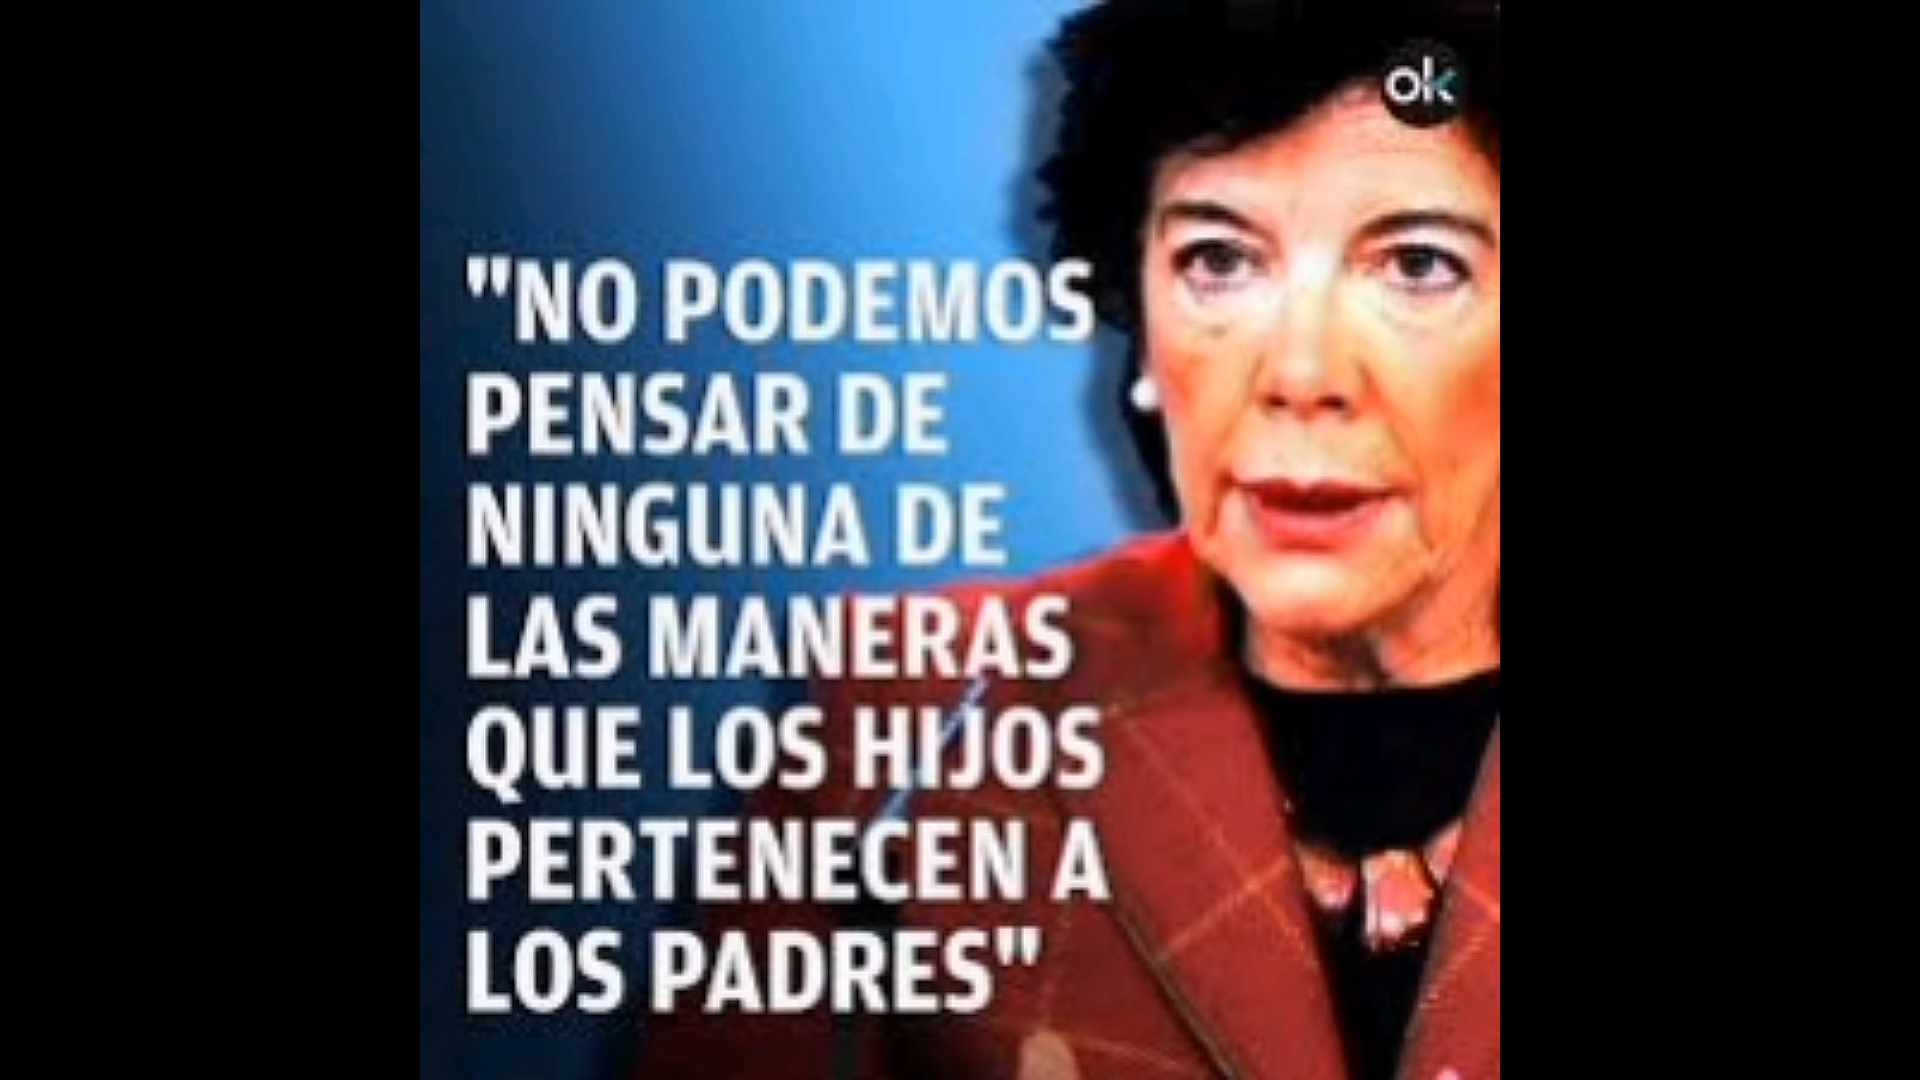 ok
"NO PODEMOS
PENSAR DE
NINGUNA DE
LAS MANERAS
QUE LOS HIJOS
PERTENECEN A
LOS PADRES"